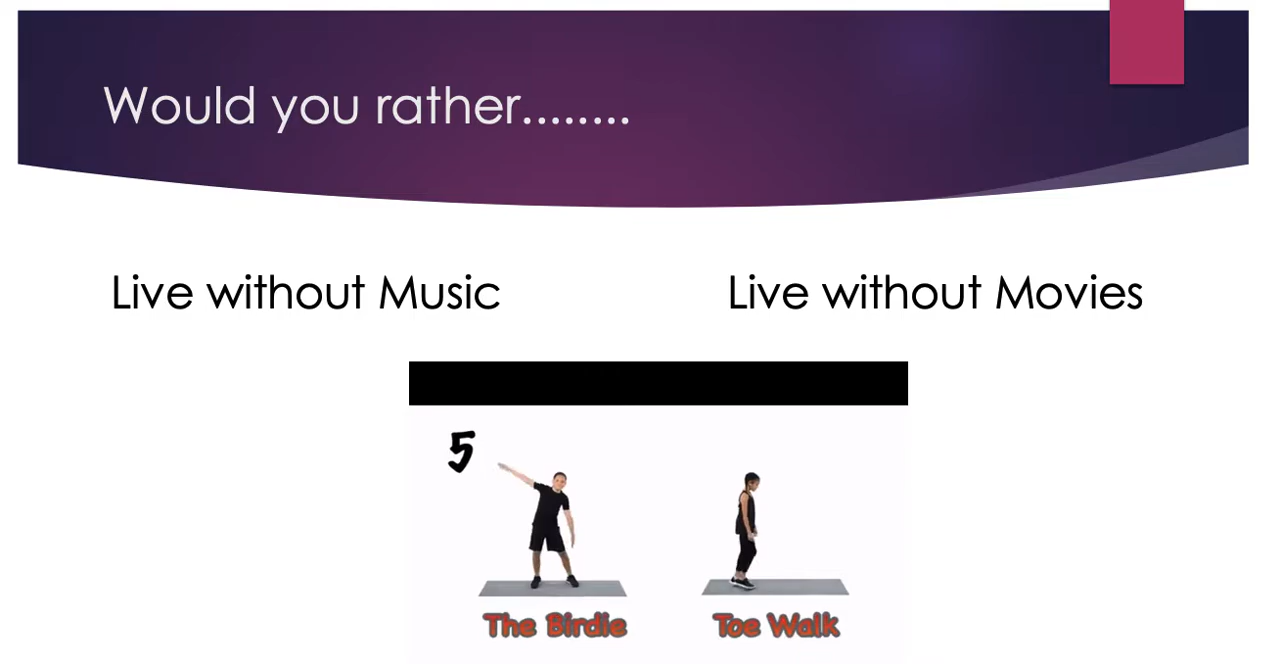 Would you rather........
Live without Music
Live without Movies
5
The Birdie
Toe Walk